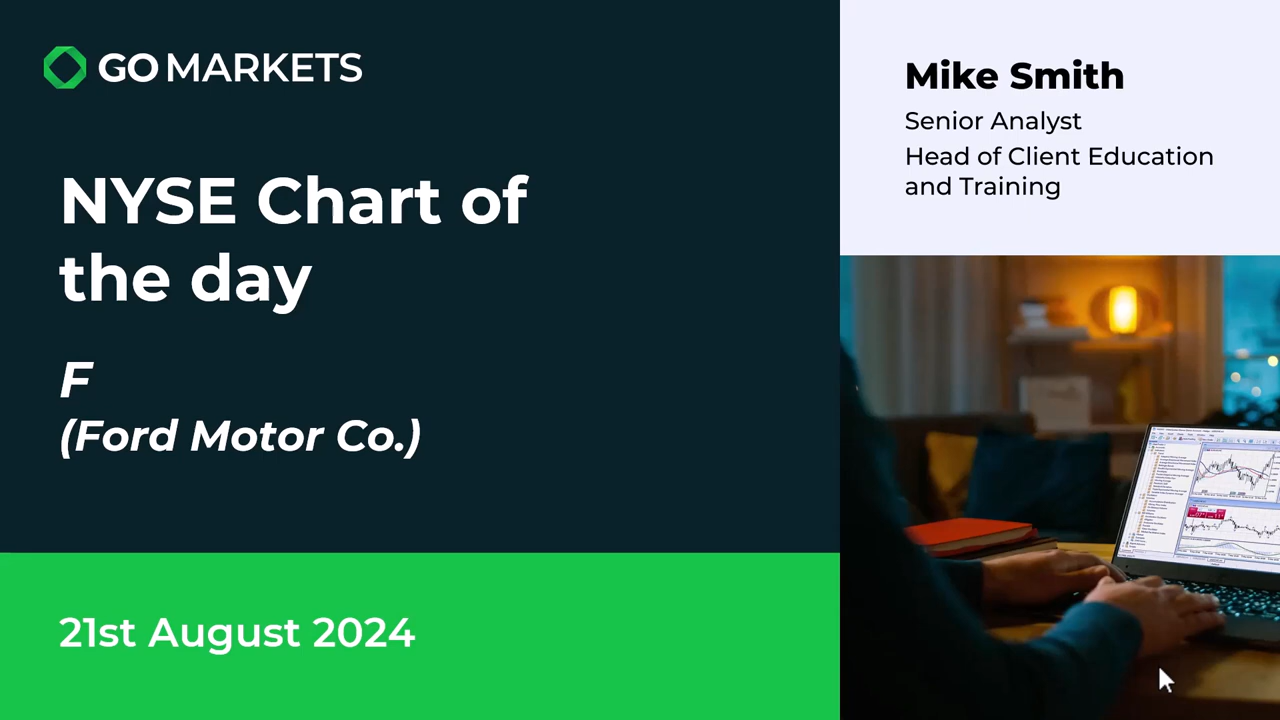 GO MARKETS
NYSE Chart of
the day
F
(Ford Motor Co.)
21st August 2024
Mike Smith
Senior Analyst
Head of Client Education
and Training